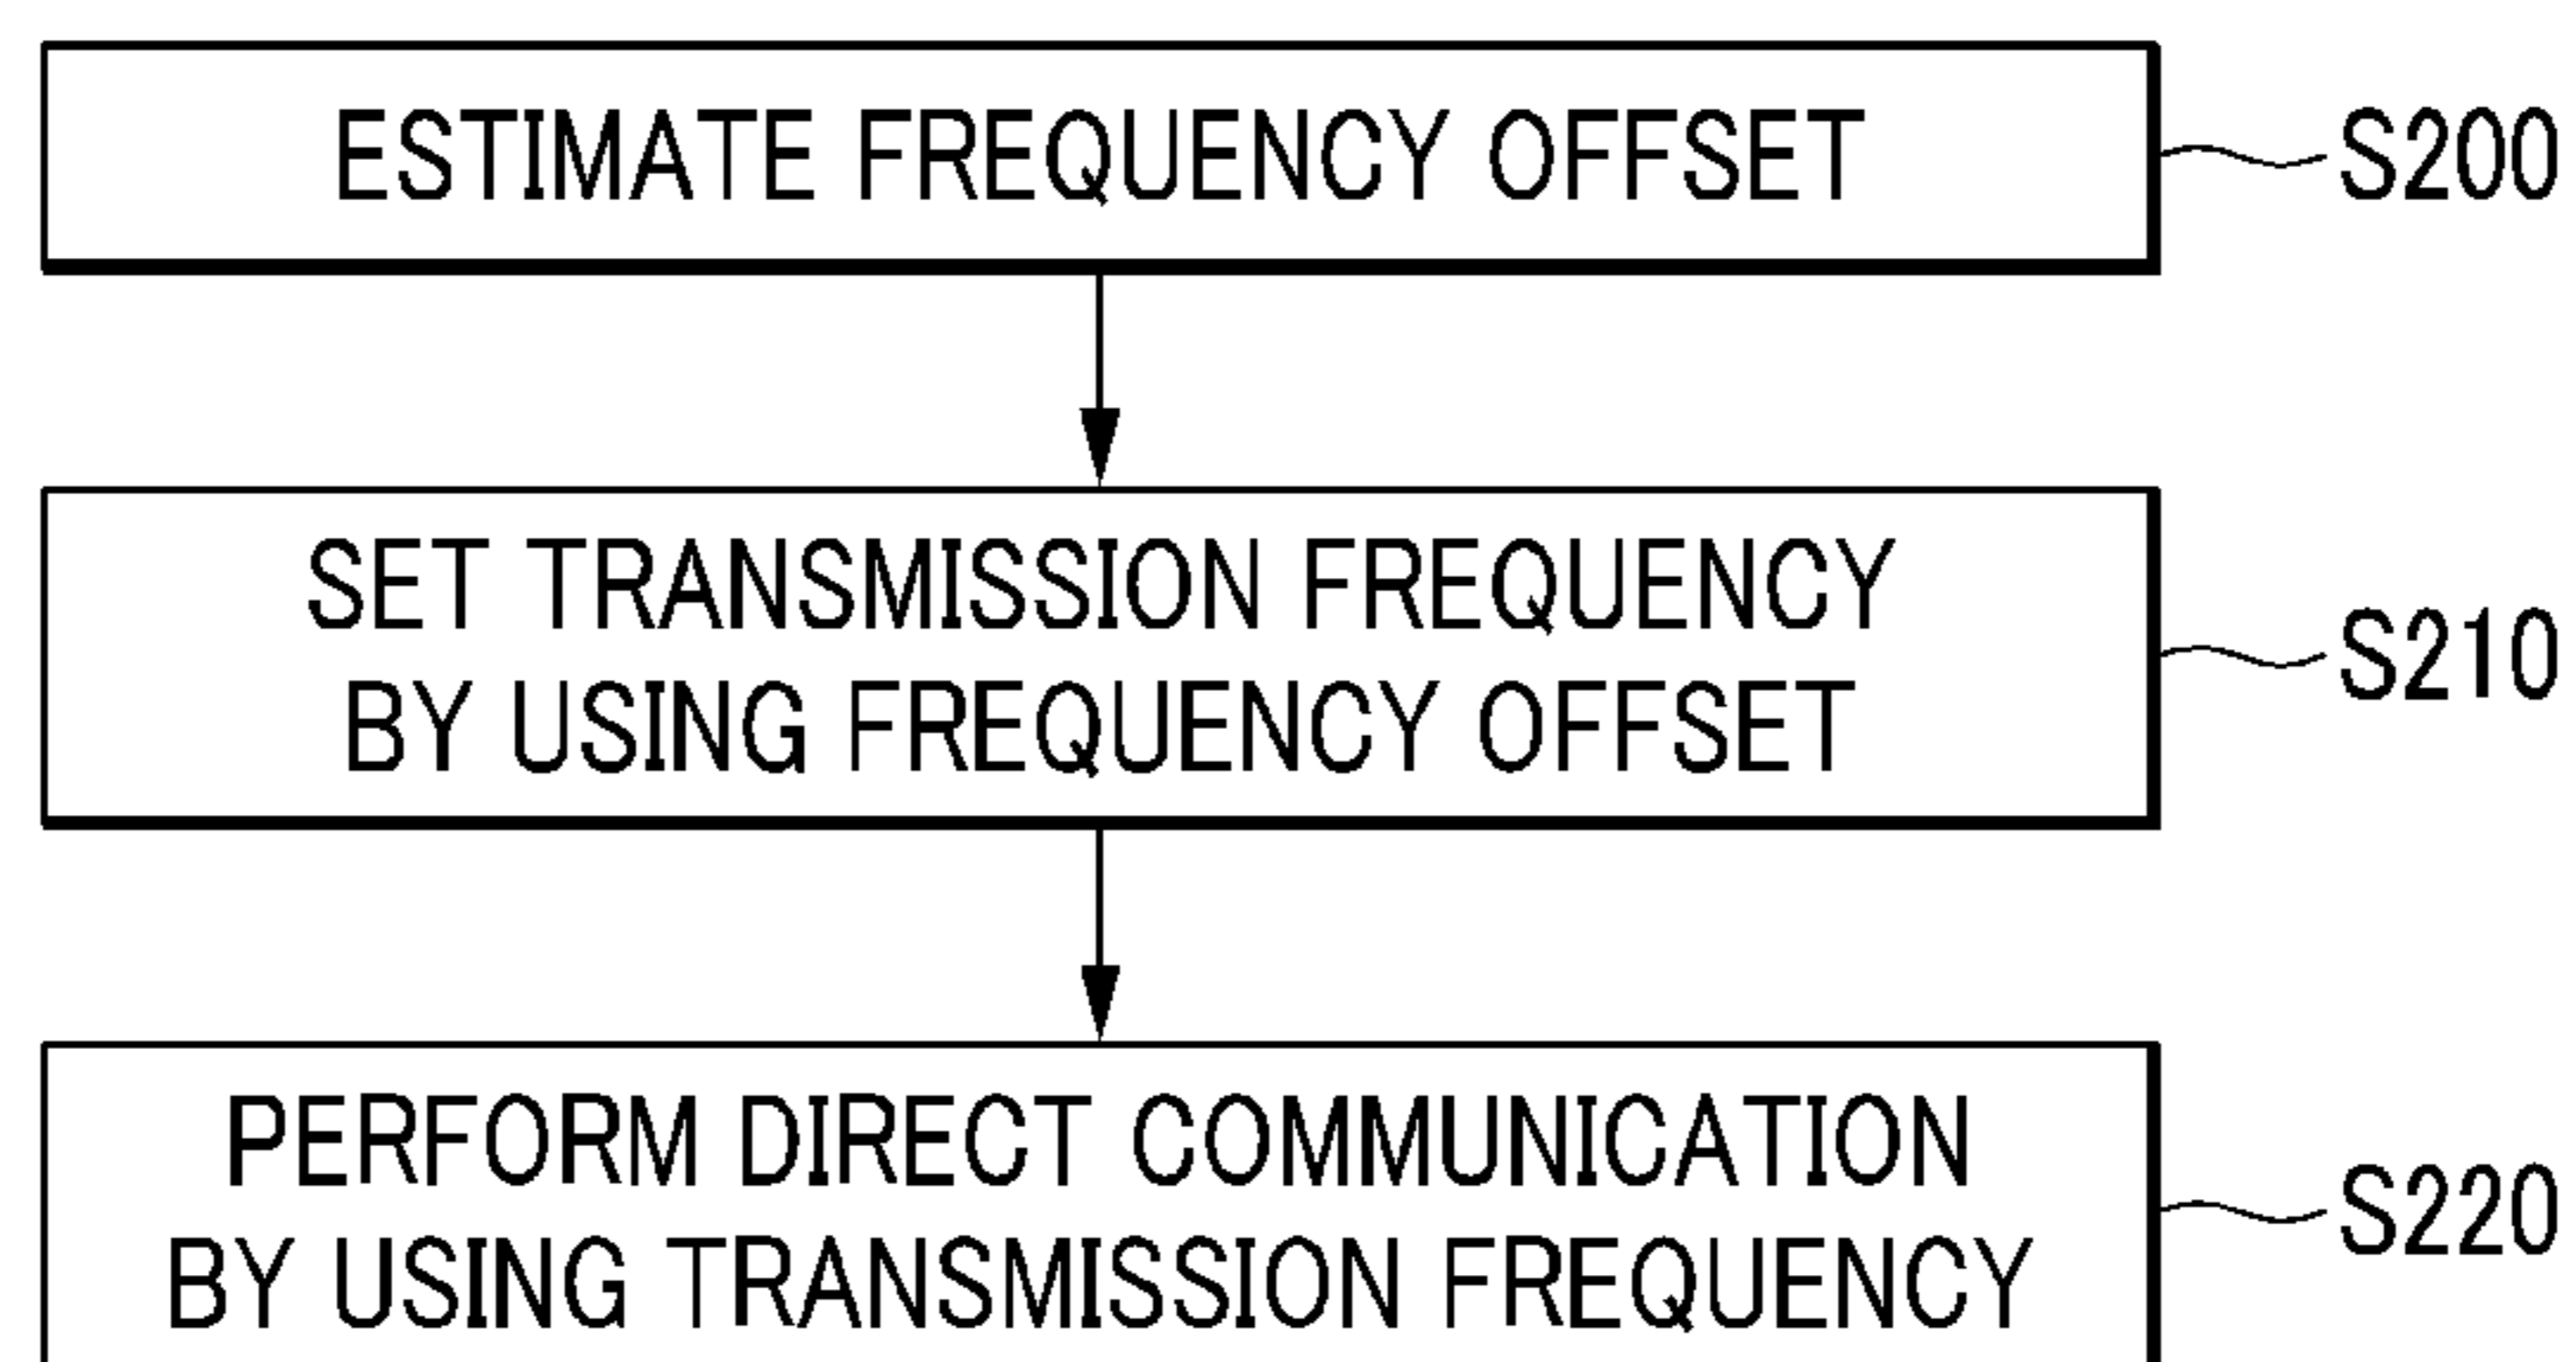 ESTIMATE FREQUENCY OFFSET
S200
SET TRANSMISSION FREQUENCY
BY USING FREQUENCY OFFSET
S210
PERFORM DIRECT COMMUNICATION
BY USING TRANSMISSION FREQUENCY
S220